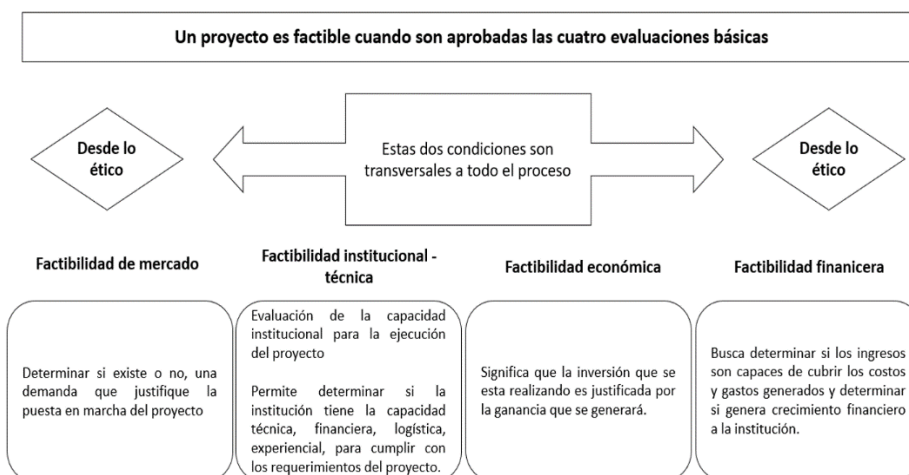 Un proyecto es factible cuando son aprobadas las cuatro evaluaciones básicas
Desde lo
ético
Estas dos condiciones son
transversales a todo el proceso
Desde lo
ético
Factibilidad de mercado
Factibilidad institucional -
técnica
Factibilidad económica
Factibilidad finanicera
Determinar si existe o no, una
demanda que justifique la
puesta en marcha del proyecto
Evaluación de la capacidad
institucional para la ejecución
del proyecto
Permite determinar si la
institución tiene la capacidad
técnica, financiera, logística,
experiencial, para cumplir con
los requerimientos del proyecto.
Significa que la inversión que se
esta realizando es justificada por
la ganancia que se generará.
Busca determinar si los ingresos
son capaces de cubrir los costos
y gastos generados y determinar
si genera crecimiento financiero
a la institución.